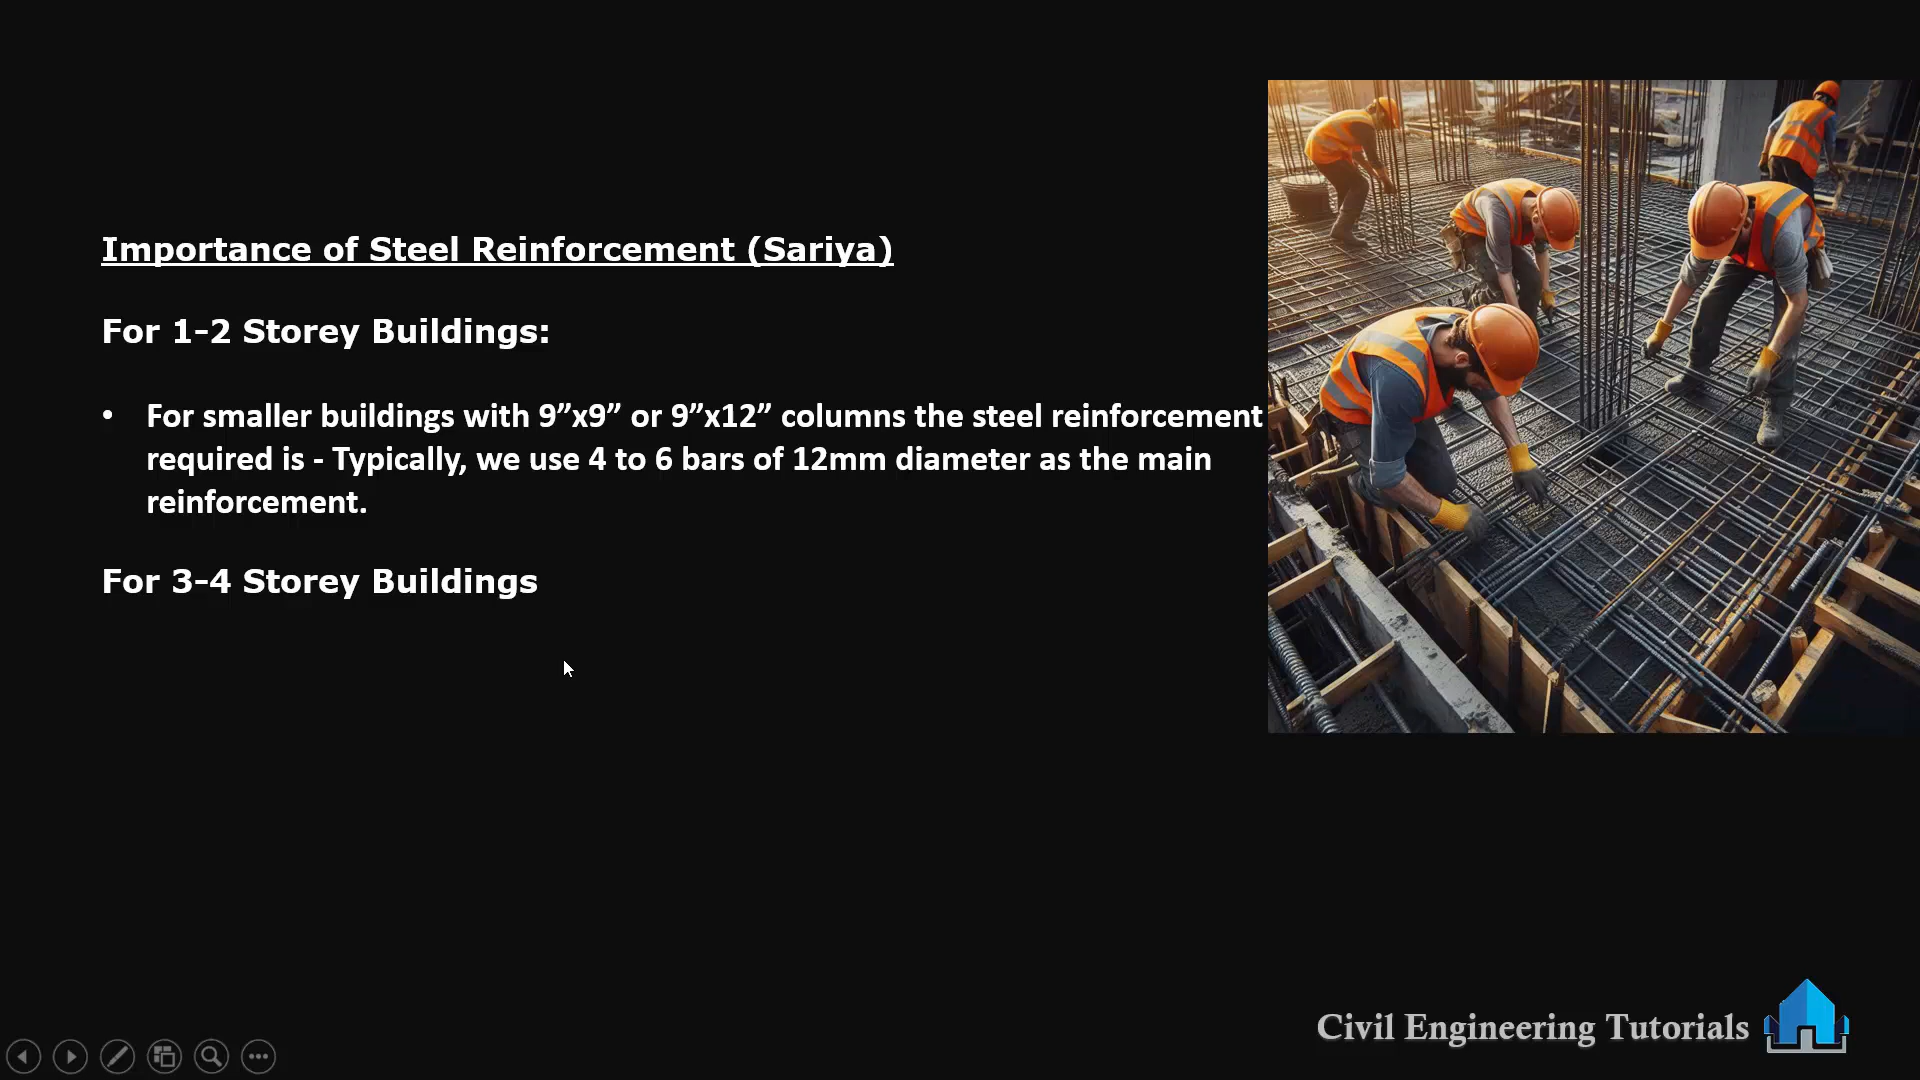 Importance of Steel Reinforcement (Sariya)
For 1-2 Storey Buildings:
• For smaller buildings with 9”x9” or 9”x12” columns the steel reinforcement
required is - Typically, we use 4 to 6 bars of 12mm diameter as the main
reinforcement.
For 3-4 Storey Buildings
Civil Engineering Tutorials